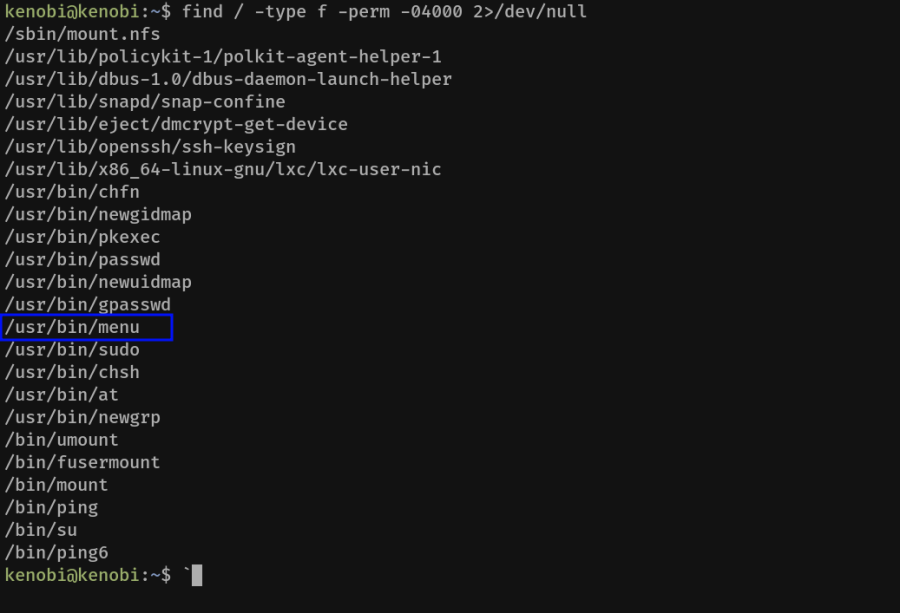 kenobi@kenobi:~$ find / -type f -perm -04000 2>/dev/null
/sbin/mount.nfs
/usr/lib/policykit-1/polkit-agent-helper-1
/usr/lib/dbus-1.0/dbus-daemon-launch-helper
/usr/lib/snapd/snap-confine
/usr/lib/eject/dmcrypt-get-device
/usr/lib/openssh/ssh-keysign
/usr/lib/x86_64-linux-gnu/lxc/lxc-user-nic
/usr/bin/chfn
/usr/bin/newgidmap
/usr/bin/pkexec
/usr/bin/passwd
/usr/bin/newuidmap
/usr/bin/gpasswd
/usr/bin/menu
/usr/bin/sudo
/usr/bin/chsh
/usr/bin/at
/usr/bin/newgrp
/bin/umount
/bin/fusermount
/bin/mount
/bin/ping
/bin/su
/bin/ping6
kenobi@kenobi:~$ `